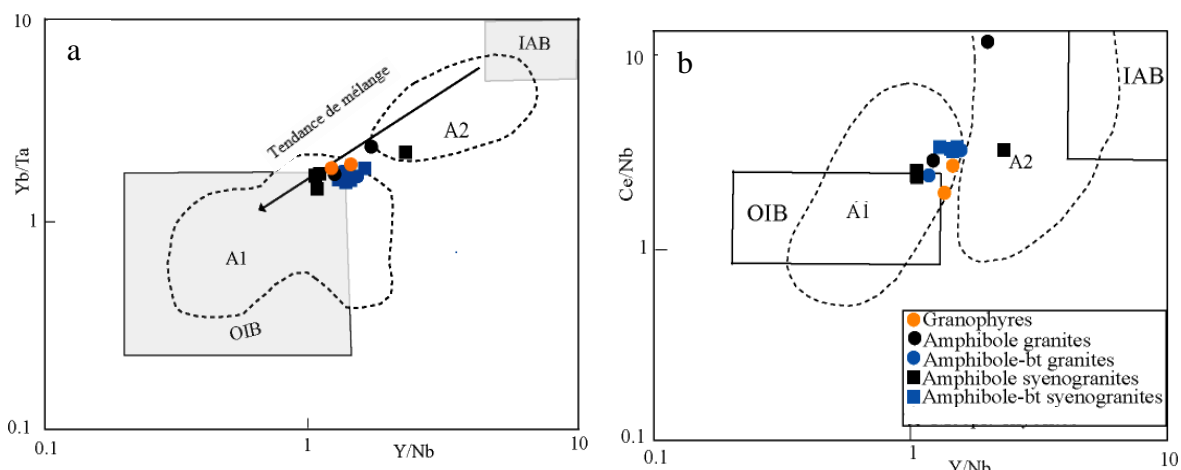 a
10
1
0.1
Yb/Ta
Tendance de mélange
IAB
A2
A1
OIB
0.1
1
10
Y/Nb
b
10
1
0.1
Ce/Nb
IAB
A2
OIB
A1
Granophyres
Amphibole granites
Amphibole-bt granites
Amphibole syenogranites
Amphibole-bt syenogranites
0.1
1
10
Y/Nb